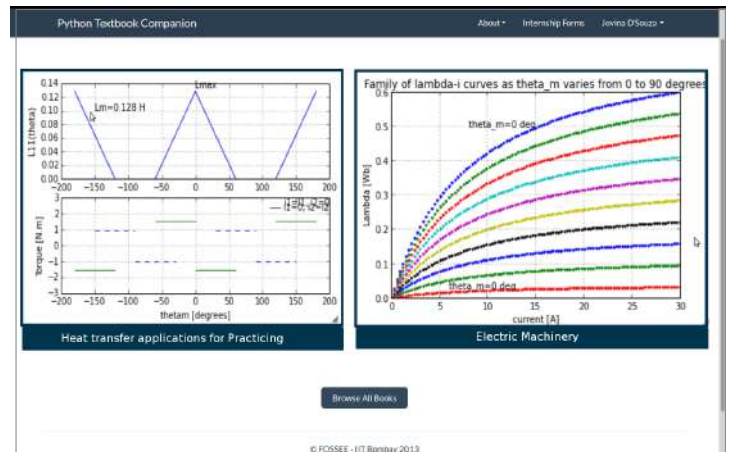 Python Textbook Companion
About
Internship Forms
Jovina D'Souza
Lmax
Lm=0.128 H
L11(theta)
0.14
0.12
0.10
0.08
0.06
0.04
0.02
0.00
−200 −150 −100 −50 0 50 100 150 200
Torque [N.m]
3
2
1
0
−1
−2
−3
−200 −150 −100 −50 0 50 100 150 200
thetam [degrees]
Heat transfer applications for Practicing
Family of lambda-i curves as theta_m varies from 0 to 90 degrees
Lambda [Wb]
0.6
0.5
0.4
0.3
0.2
0.1
0.0
theta_m=0 deg
theta_m=0 deg
0 5 10 15 20 25 30
current [A]
Electric Machinery
Browse All Books
© FOSSEE - IIT Bombay 2013